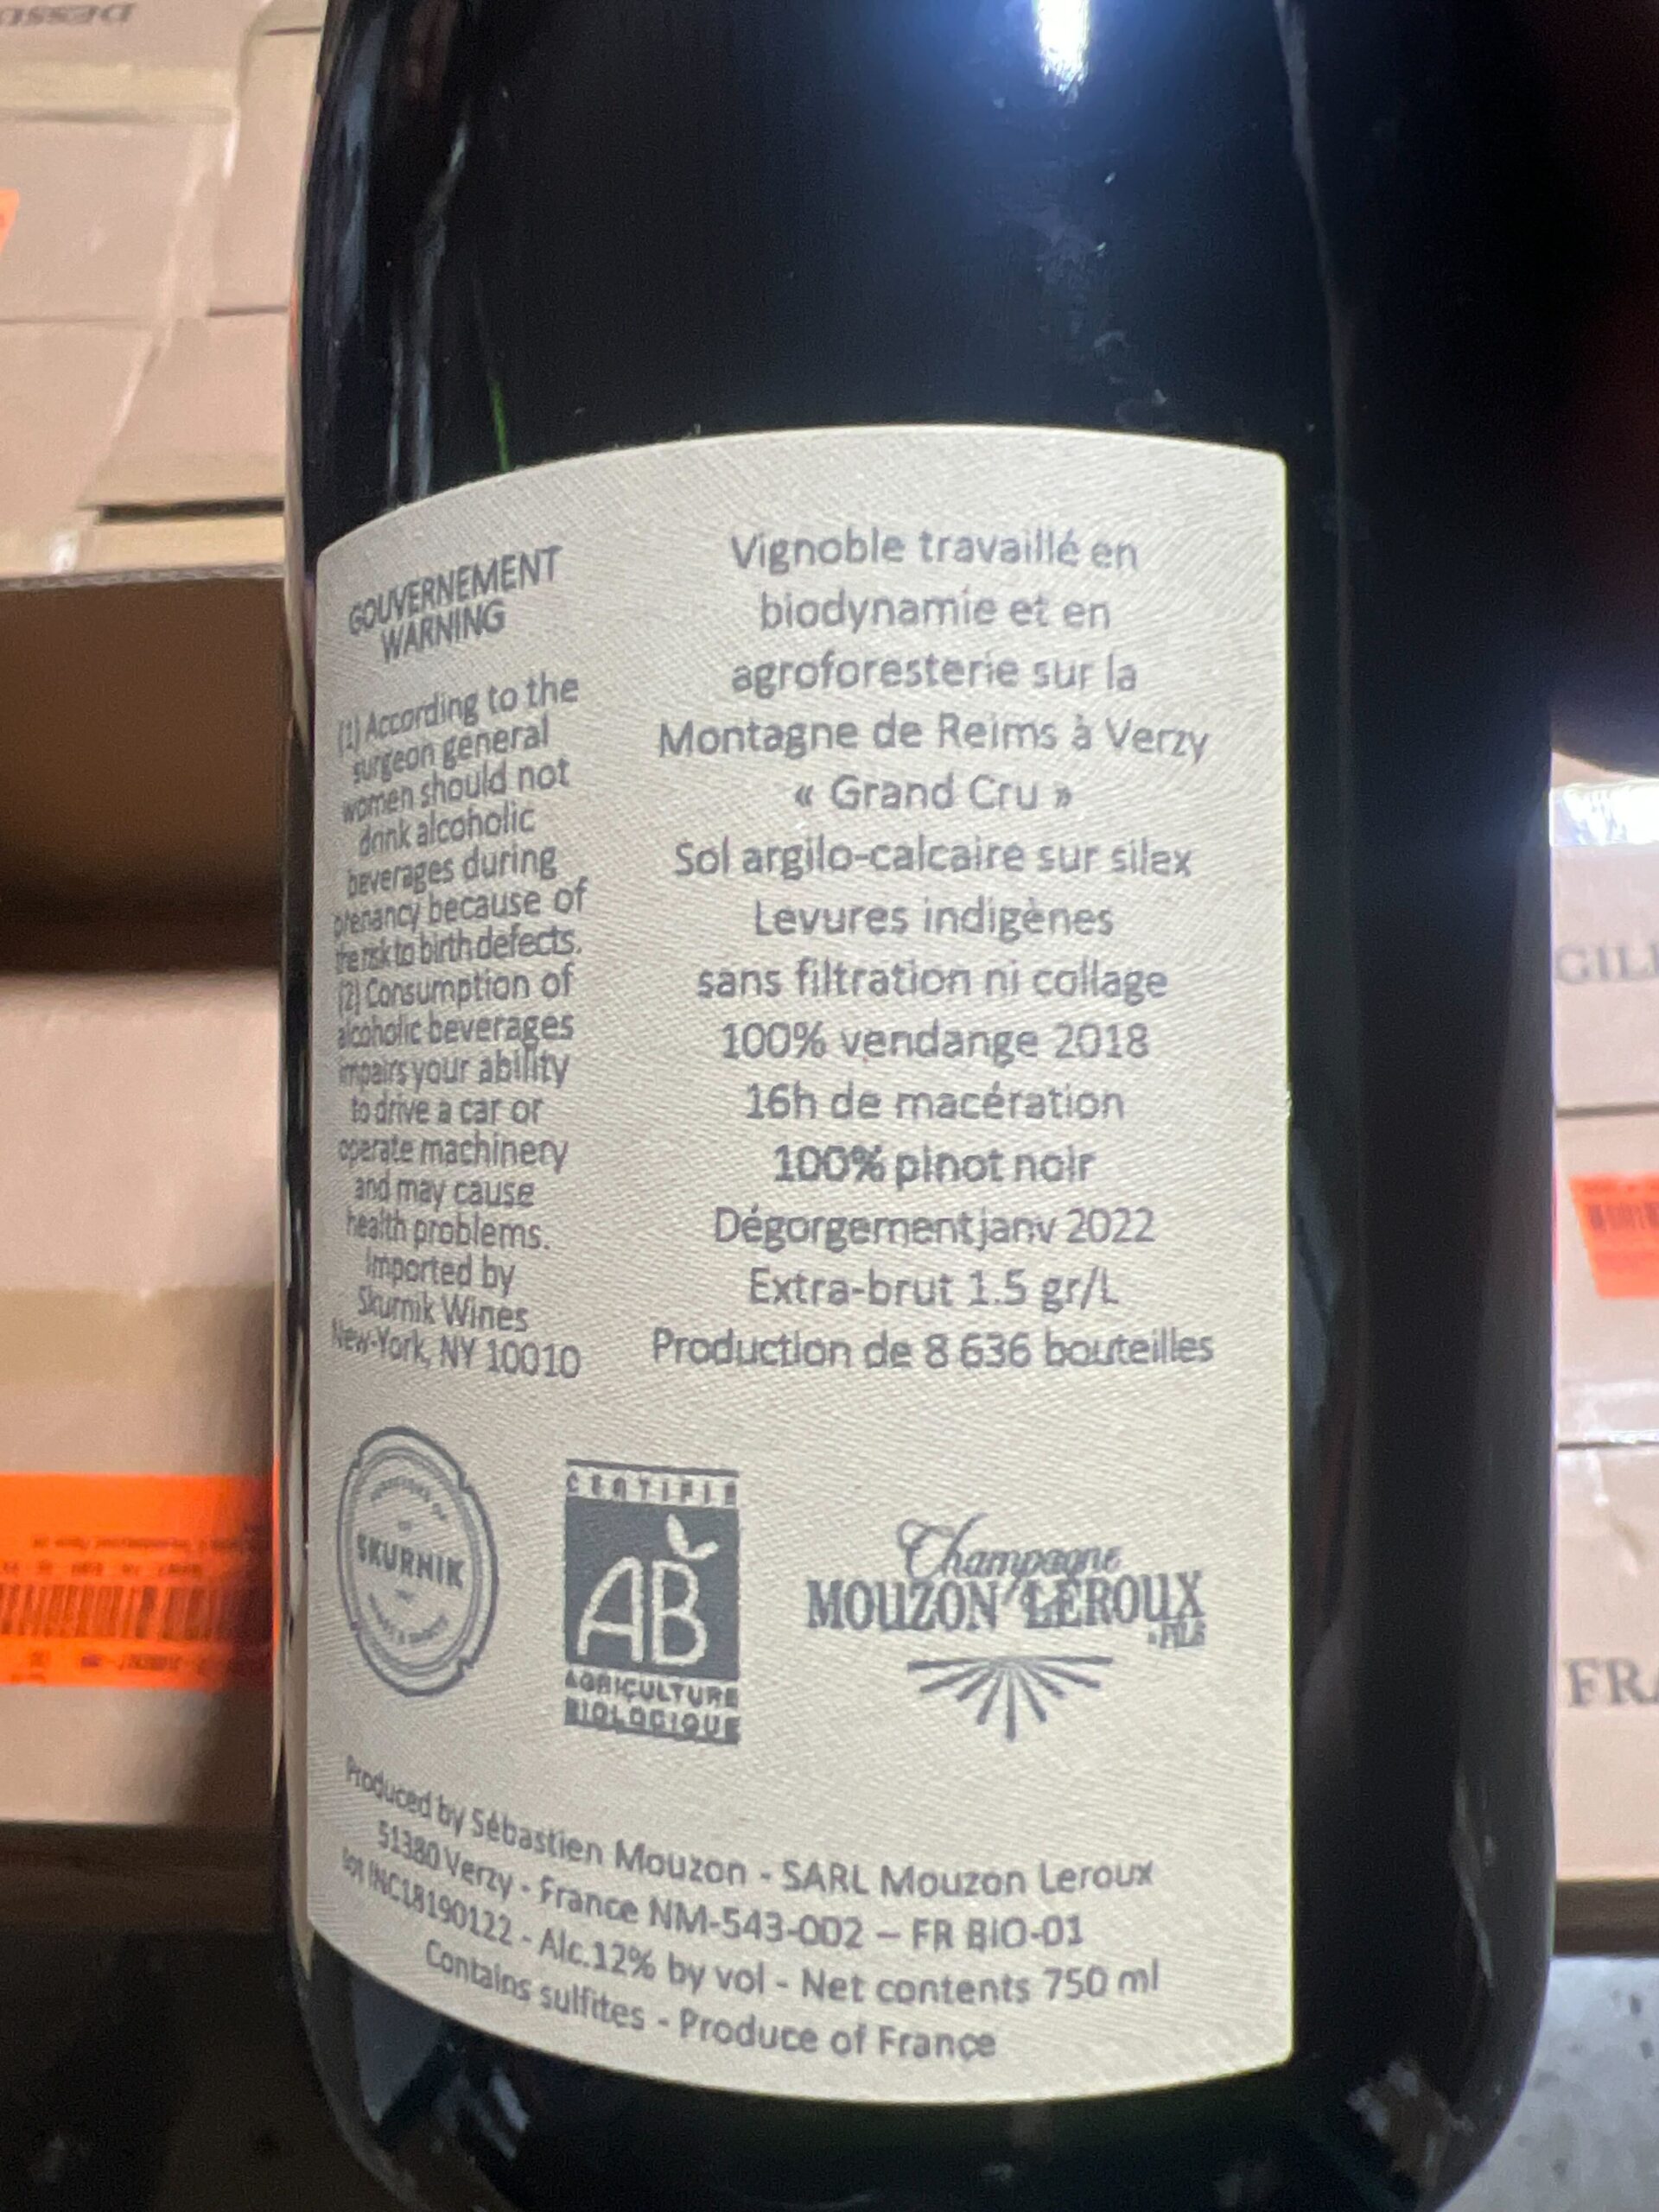 DESSUS
GOUVERNEMENT
WARNING
(1) According to the
surgeon general
women should not
drink alcoholic
beverages during
prenancy because of
the risk to birth defects.
(2) Consumption of
alcoholic beverages
impairs your ability
to drive a car or
operate machinery
and may cause
health problems.
Imported by
Skurnik Wines
New-York, NY 10010
Vignoble travaillé en
biodynamie et en
agroforesterie sur la
Montagne de Reims à Verzy
« Grand Cru »
Sol argilo-calcaire sur silex
Levures indigènes
sans filtration ni collage
100% vendange 2018
16h de macération
100% pinot noir
Dégorgement janv 2022
Extra-brut 1.5 gr/L
Production de 8 636 bouteilles
SKURNIK
CERTIFIE
AB
AGRICULTURE
BIOLOGIQUE
Champagne
MOUZON LEROUX
& FILS
Produced by Sébastien Mouzon - SARL Mouzon Leroux
51380 Verzy - France NM-543-002 – FR BIO-01
lot INC18190122 - Alc.12% by vol - Net contents 750 ml
Contains sulfites - Produce of France
GIL
FRA